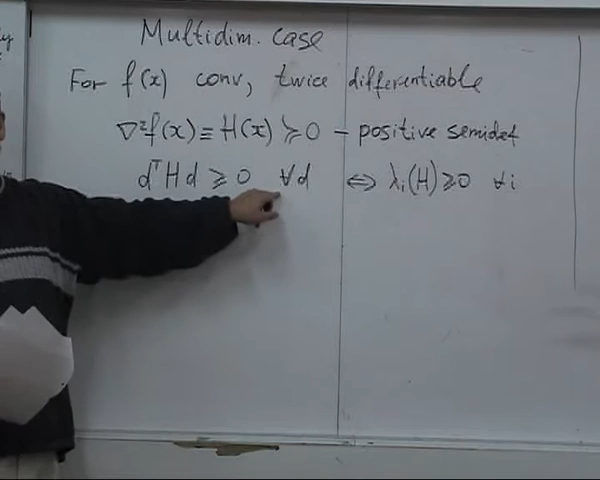 Multidim. case
For f(x) conv, twice differentiable
∇²f(x) ≡ H(x) ≽ 0 – positive semidef
dᵀHd ⩾ 0 ∀d ⇔ λᵢ(H) ⩾ 0 ∀i